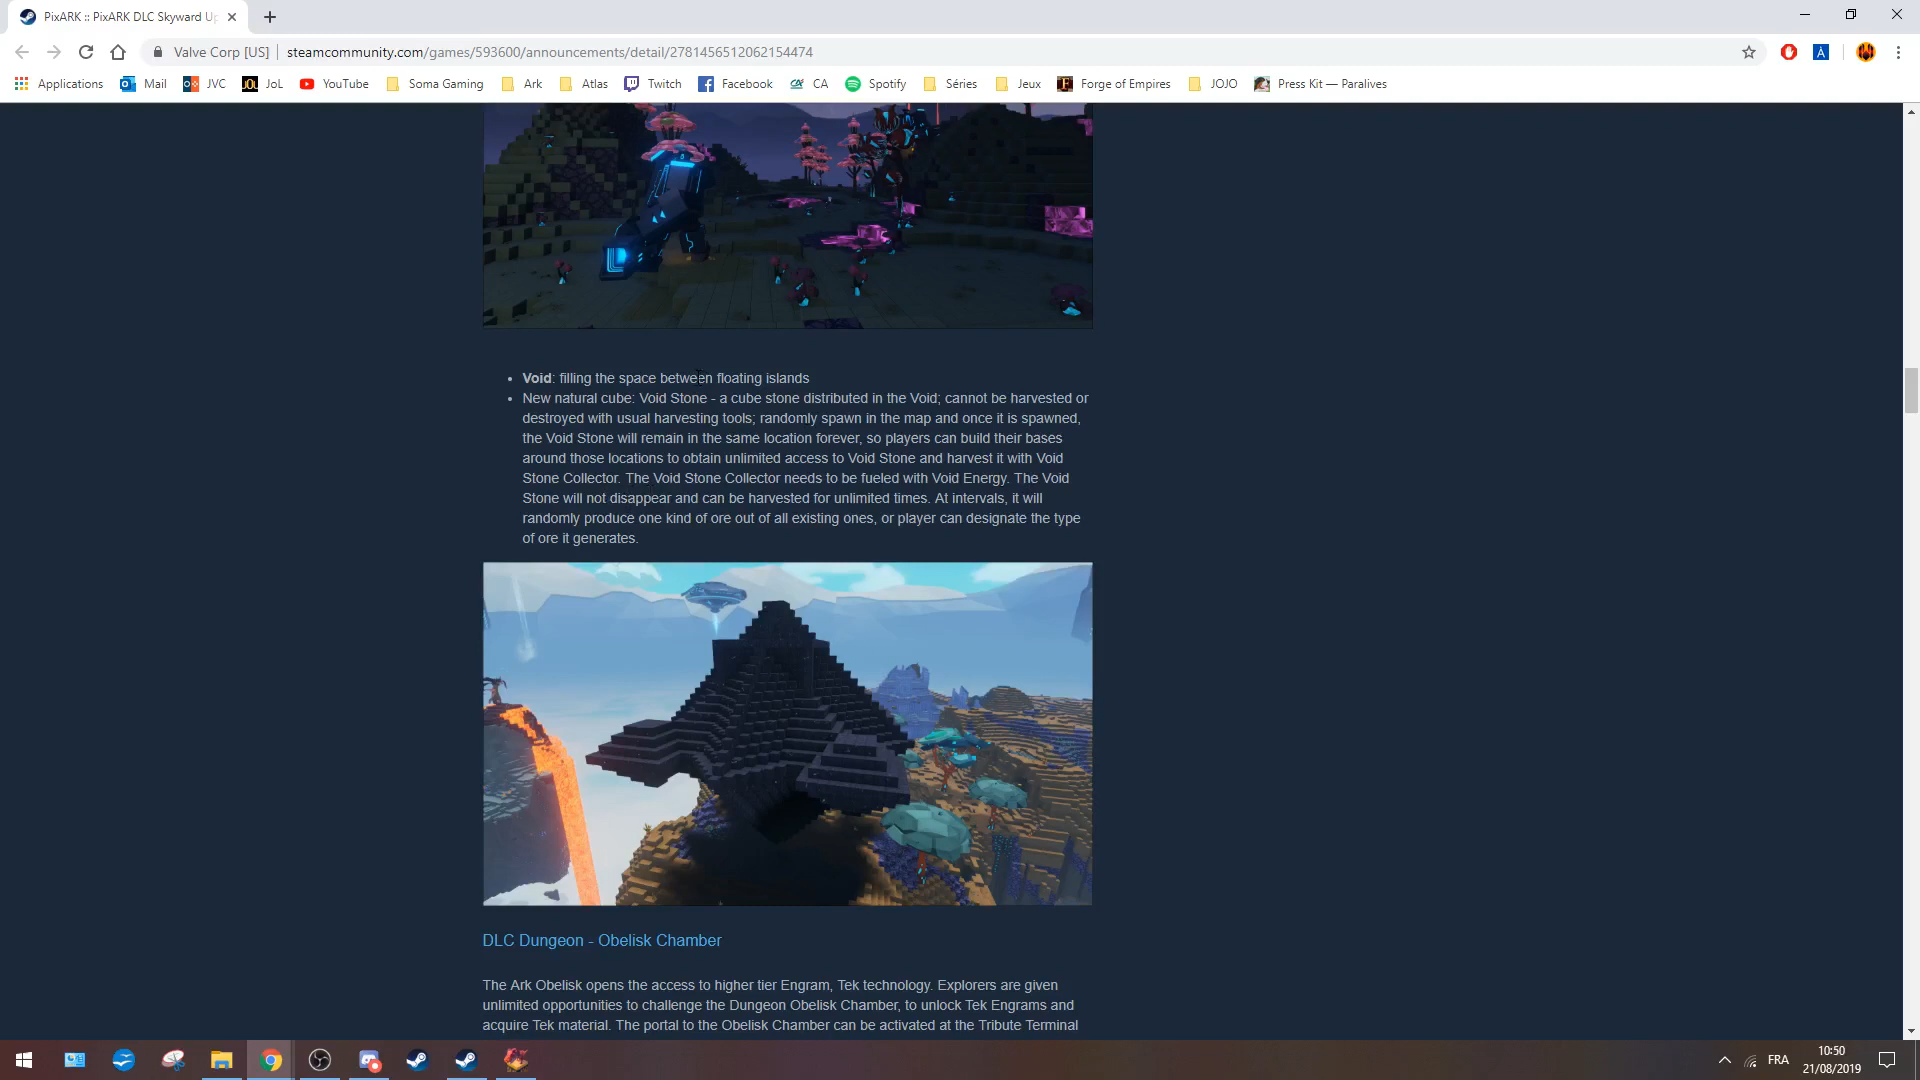 PixARK :: PixARK DLC Skyward Up
Valve Corp [US] steamcommunity.com/games/593600/announcements/detail/2781456512062154474
Applications Mail JVC JoL YouTube Soma Gaming Ark Atlas Twitch Facebook CA Spotify Séries Jeux Forge of Empires JOJO Press Kit — Paralives
Void: filling the space between floating islands
New natural cube: Void Stone - a cube stone distributed in the Void; cannot be harvested or
destroyed with usual harvesting tools; randomly spawn in the map and once it is spawned,
the Void Stone will remain in the same location forever, so players can build their bases
around those locations to obtain unlimited access to Void Stone and harvest it with Void
Stone Collector. The Void Stone Collector needs to be fueled with Void Energy. The Void
Stone will not disappear and can be harvested for unlimited times. At intervals, it will
randomly produce one kind of ore out of all existing ones, or player can designate the type
of ore it generates.
DLC Dungeon - Obelisk Chamber
The Ark Obelisk opens the access to higher tier Engram, Tek technology. Explorers are given
unlimited opportunities to challenge the Dungeon Obelisk Chamber, to unlock Tek Engrams and
acquire Tek material. The portal to the Obelisk Chamber can be activated at the Tribute Terminal
FRA
10:50
21/08/2019